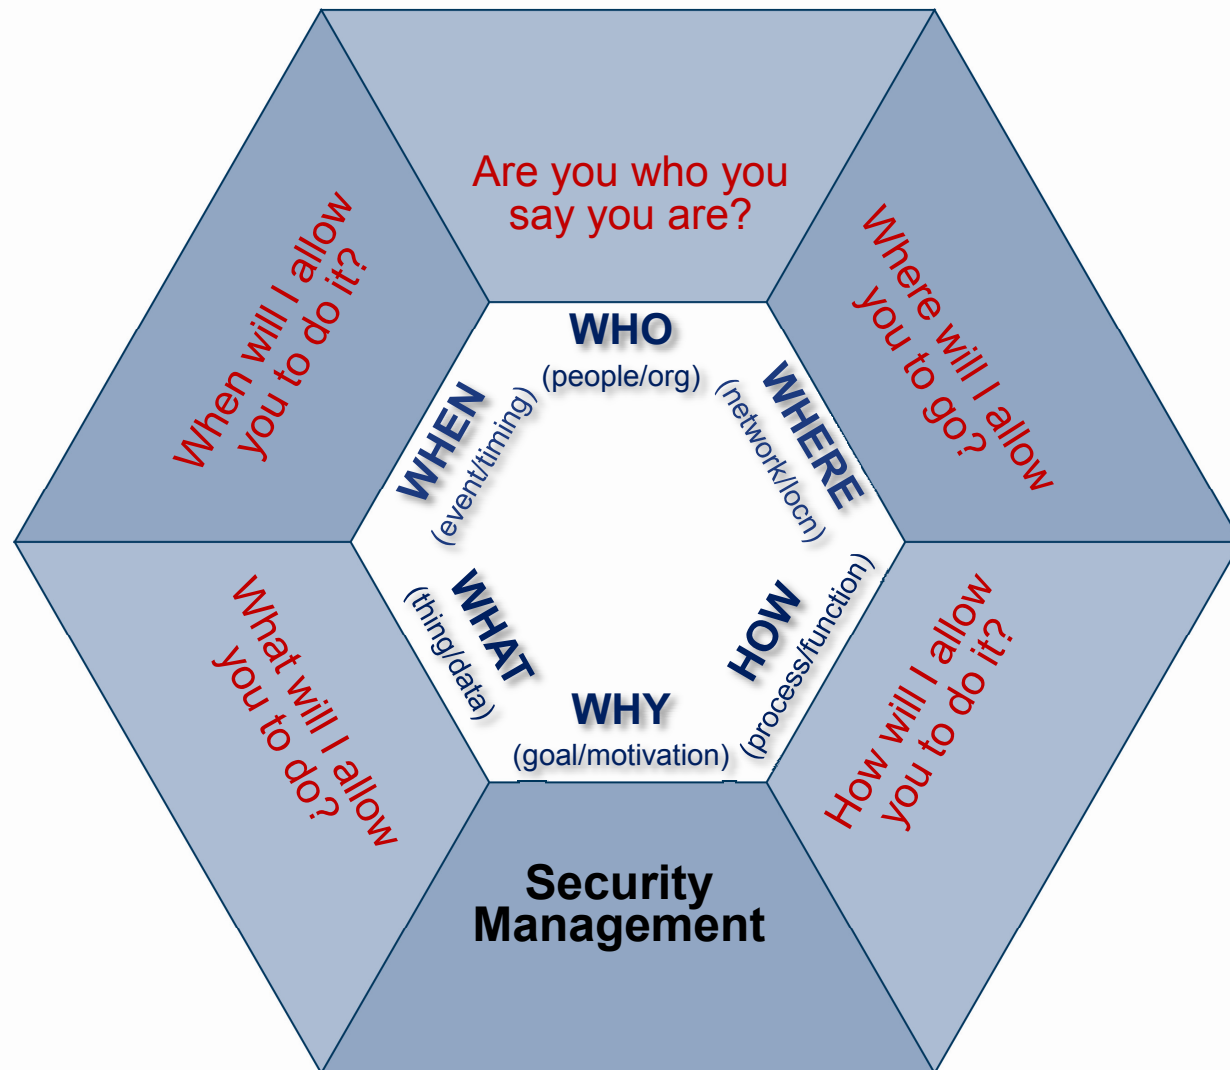 Are you who you
say you are?
When will I allow
you to do it?
Where will I allow
you to go?
WHO
(people/org)
WHEN
(event/timing)
WHERE
(network/locn)
WHAT
(thing/data)
HOW
(process/function)
WHY
(goal/motivation)
What will I allow
you to do?
How will I allow
you to do it?
Security
Management